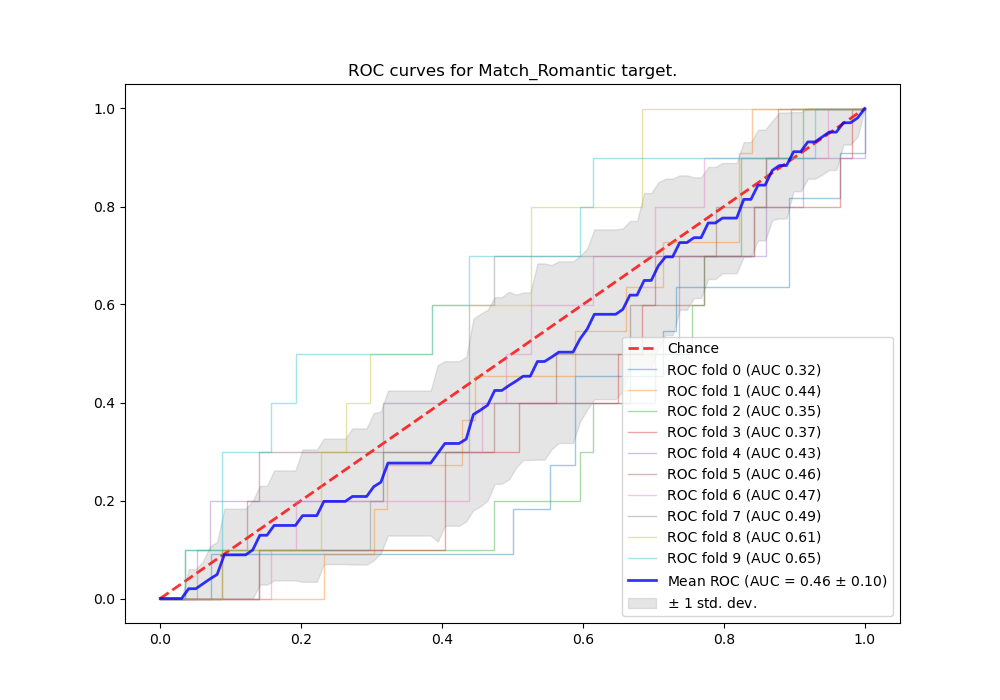 ROC curves for Match_Romantic target.
1.0
0.8
0.6
0.4
0.2
0.0
0.0 0.2 0.4 0.6 0.8 1.0
Chance
ROC fold 0 (AUC 0.32)
ROC fold 1 (AUC 0.44)
ROC fold 2 (AUC 0.35)
ROC fold 3 (AUC 0.37)
ROC fold 4 (AUC 0.43)
ROC fold 5 (AUC 0.46)
ROC fold 6 (AUC 0.47)
ROC fold 7 (AUC 0.49)
ROC fold 8 (AUC 0.61)
ROC fold 9 (AUC 0.65)
Mean ROC (AUC = 0.46 ± 0.10)
± 1 std. dev.